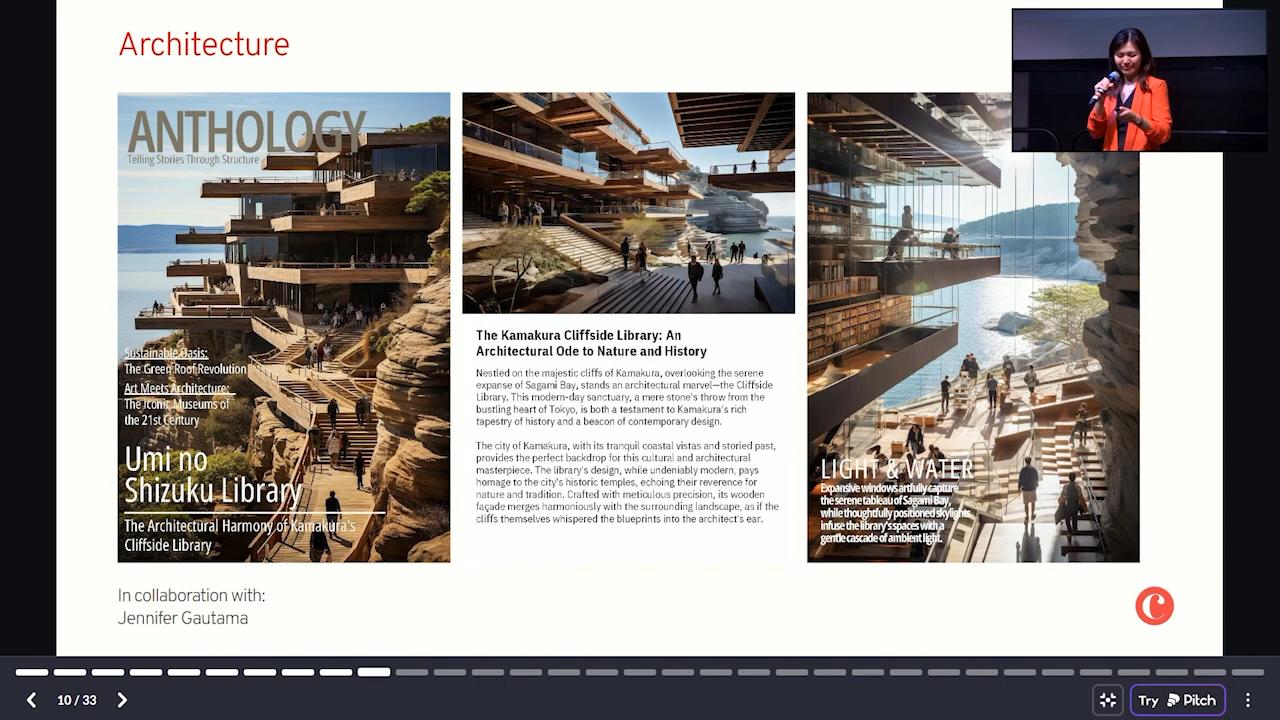 Architecture
ANTHOLOGY
Telling Stories Through Structure
Sustainable Oasis:
The Green Roof Revolution
Art Meets Architecture:
The Iconic Museums of
the 21st Century
Umi no
Shizuku Library
The Architectural Harmony of Kamakura's
Cliffside Library
The Kamakura Cliffside Library: An
Architectural Ode to Nature and History
Nestled on the majestic cliffs of Kamakura, overlooking the serene
expanse of Sagami Bay, stands an architectural marvel—the Cliffside
Library. This modern-day sanctuary, a mere stone's throw from the
bustling heart of Tokyo, is both a testament to Kamakura's rich
tapestry of history and a beacon of contemporary design.
The city of Kamakura, with its tranquil coastal vistas and storied past,
provides the perfect backdrop for this cultural and architectural
masterpiece. The library's design, while undeniably modern, pays
homage to the city's historic temples, echoing their reverence for
nature and tradition. Crafted with meticulous precision, its wooden
façade merges harmoniously with the surrounding landscape, as if the
cliffs themselves whispered the blueprints into the architect's ear.
LIGHT & WATER
Expansive windows artfully capture
the serene tableau of Sagami Bay,
while thoughtfully positioned skylights
infuse the library's spaces with a
gentle cascade of ambient light.
In collaboration with:
Jennifer Gautama
C
10 / 33
Try Pitch